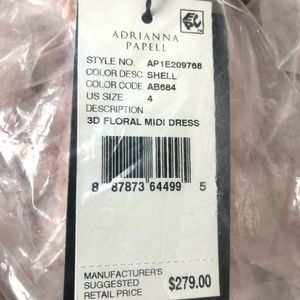 ADRIANNA
PAPELL
STYLE NO. AP1E209768
COLOR DESC SHELL
COLOR CODE AB684
US SIZE 4
DESCRIPTION
3D FLORAL MIDI DRESS
8 87873 64499 5
MANUFACTURER'S
SUGGESTED
RETAIL PRICE $279.00